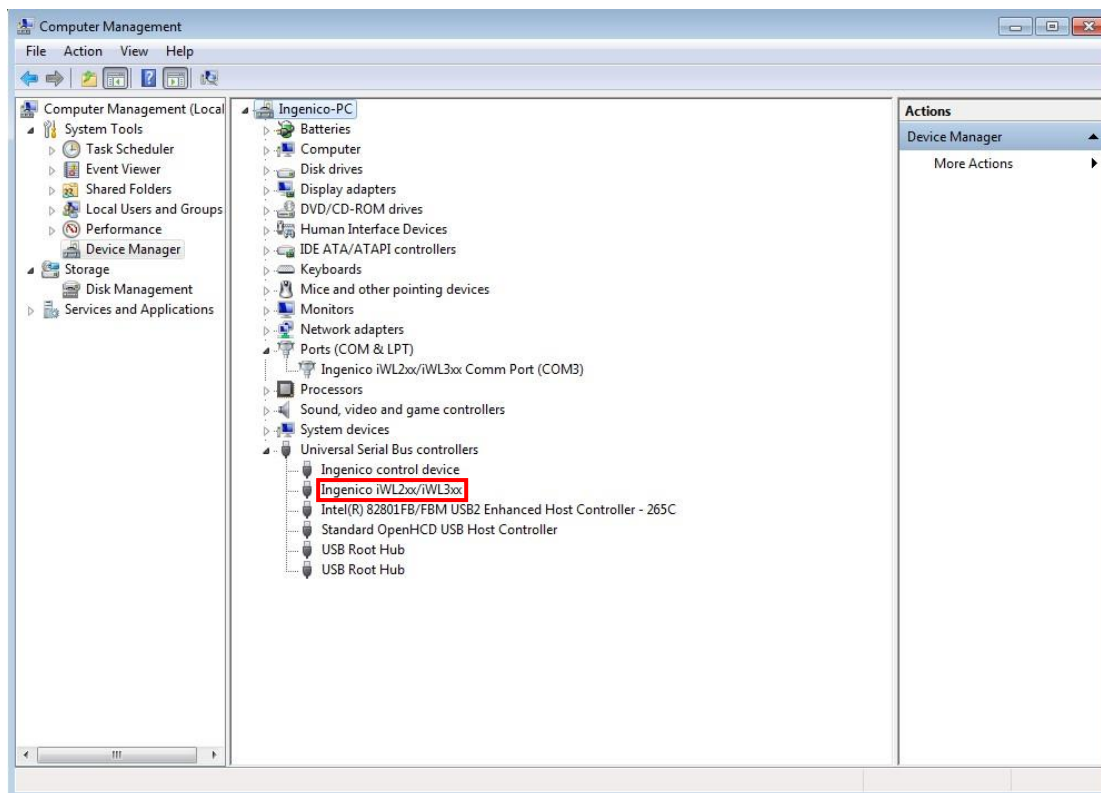 Computer Management
File Action View Help
Computer Management (Local
System Tools
Task Scheduler
Event Viewer
Shared Folders
Local Users and Groups
Performance
Device Manager
Storage
Disk Management
Services and Applications
Ingenico-PC
Batteries
Computer
Disk drives
Display adapters
DVD/CD-ROM drives
Human Interface Devices
IDE ATA/ATAPI controllers
Keyboards
Mice and other pointing devices
Monitors
Network adapters
Ports (COM & LPT)
Ingenico iWL2xx/iWL3xx Comm Port (COM3)
Processors
Sound, video and game controllers
System devices
Universal Serial Bus controllers
Ingenico control device
Ingenico iWL2xx/iWL3xx
Intel(R) 82801FB/FBM USB2 Enhanced Host Controller - 265C
Standard OpenHCD USB Host Controller
USB Root Hub
USB Root Hub
Actions
Device Manager
More Actions